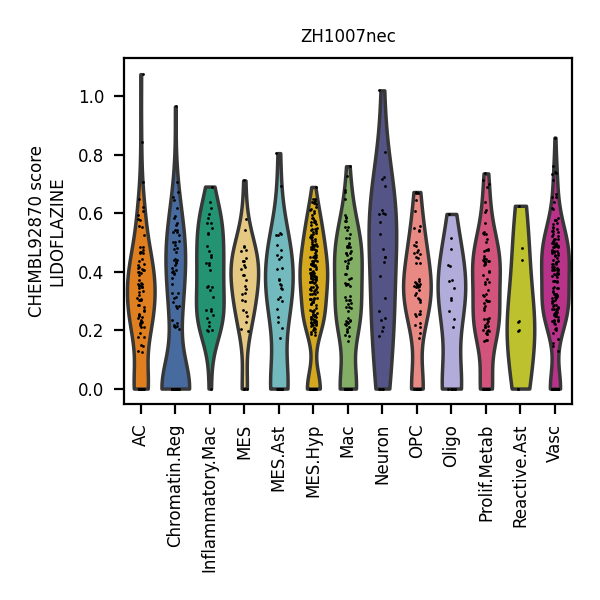 ZH1007nec
CHEMBL92870 score
LIDOFLAZINE
1.0
0.8
0.6
0.4
0.2
0.0
AC
Chromatin.Reg
Inflammatory.Mac
MES
MES.Ast
MES.Hyp
Mac
Neuron
OPC
Oligo
Prolif.Metab
Reactive.Ast
Vasc